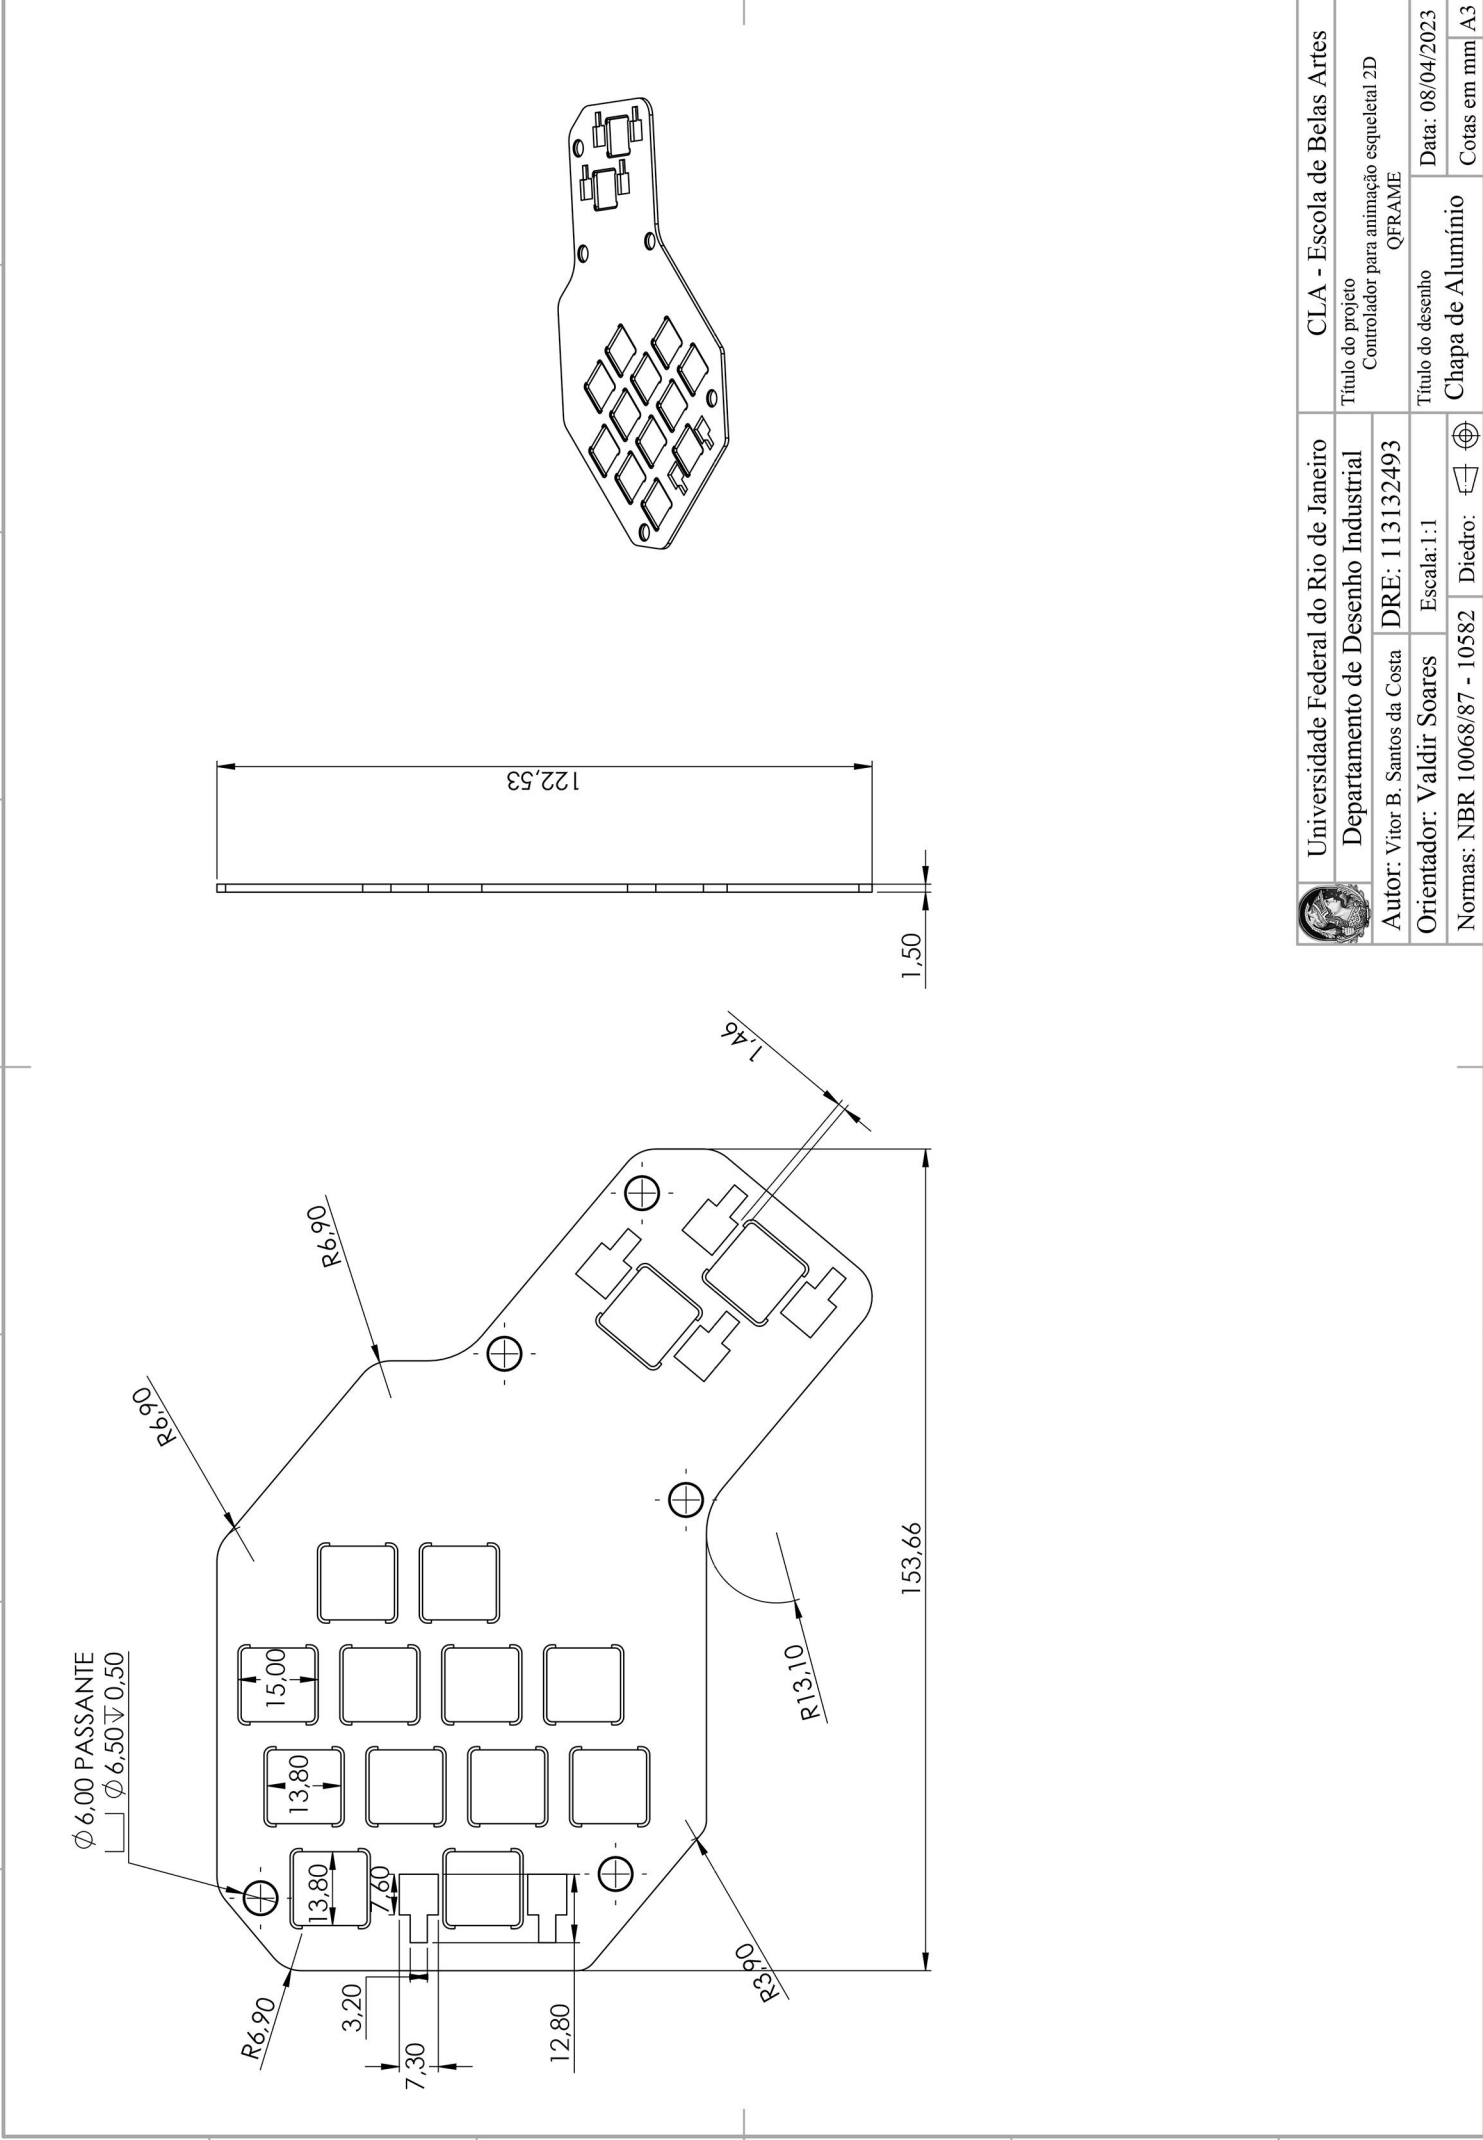 Ø6,00 PASSANTE
⌴ Ø6,50 ↧ 0,50
R6,90
R6,90
R6,90
15,00
13,80
13,80
7,60
3,20
7,30
12,80
R3,90
R13,10
153,66
1,46
1,50
122,53
Universidade Federal do Rio de Janeiro
CLA - Escola de Belas Artes
Departamento de Desenho Industrial
Título do projeto
Controlador para animação esqueletal 2D
QFRAME
Autor: Vitor B. Santos da Costa
DRE: 113132493
Orientador: Valdir Soares
Escala:1:1
Título do desenho
Chapa de Alumínio
Data: 08/04/2023
Normas: NBR 10068/87 - 10582
Diedro:
Cotas em mm
A3